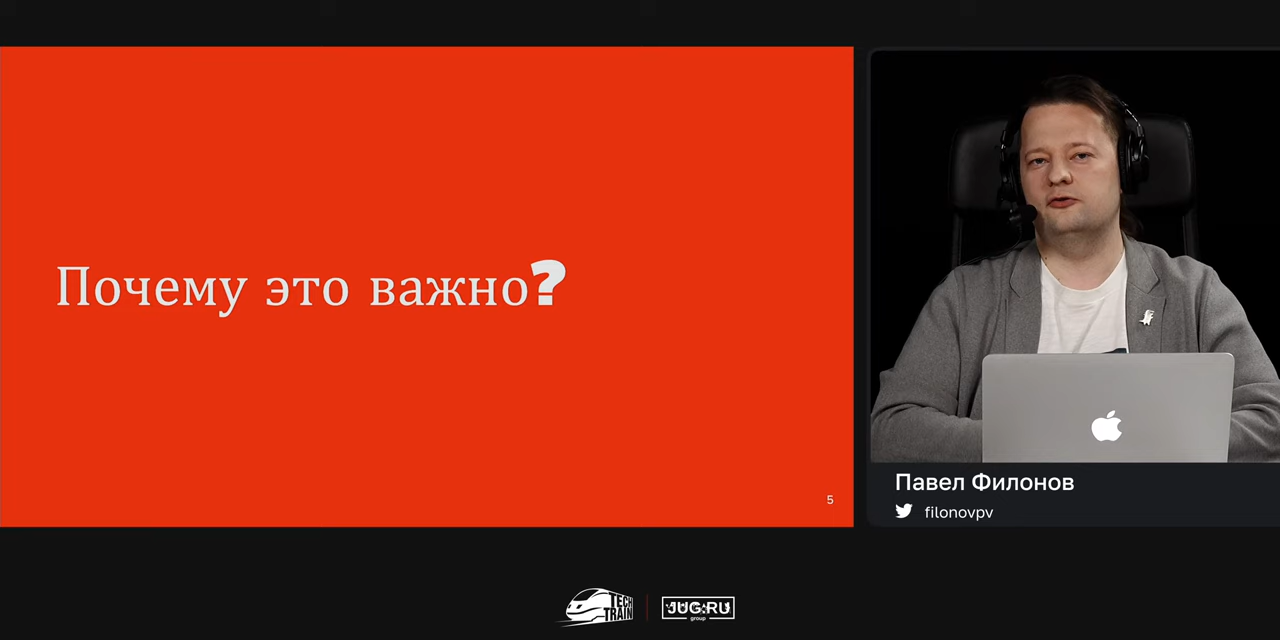 Почему это важно?
5
Павел Филонов
filonovpv
TECH
TRAIN
JUG.RU
group